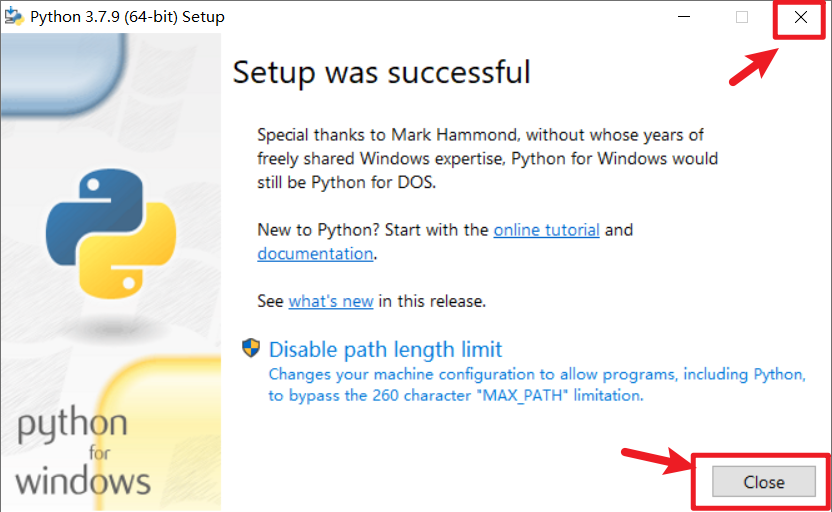 Python 3.7.9 (64-bit) Setup
Setup was successful
Special thanks to Mark Hammond, without whose years of
freely shared Windows expertise, Python for Windows would
still be Python for DOS.
New to Python? Start with the online tutorial and
documentation.
See what's new in this release.
Disable path length limit
Changes your machine configuration to allow programs, including Python,
to bypass the 260 character "MAX_PATH" limitation.
python
for
windows
Close